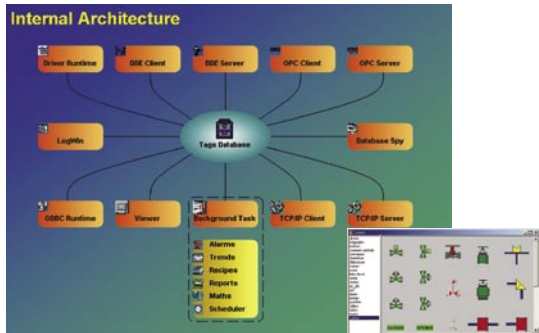 Internal Architecture
Driver Runtime
DDE Client
DDE Server
OPC Client
OPC Server
LogWin
Tags Database
Database Spy
ODBC Runtime
Viewer
Background Task
TCP/IP Client
TCP/IP Server
Alarms
Trends
Recipes
Reports
Maths
Scheduler